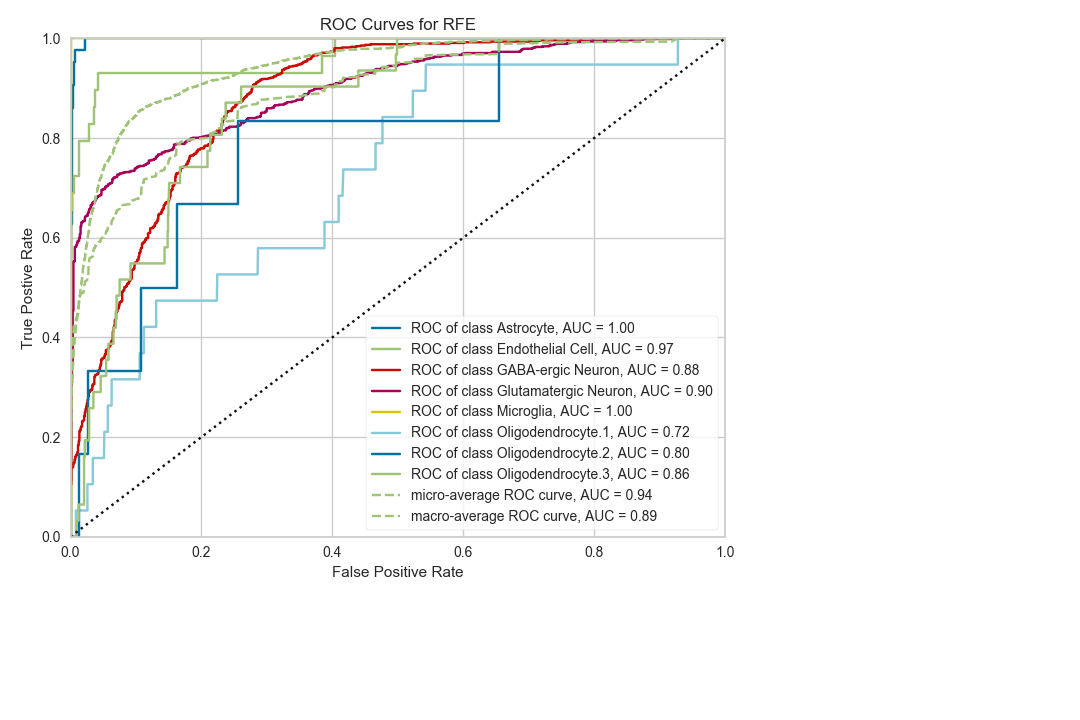 ROC Curves for RFE
1.0
0.8
0.6
0.4
0.2
0.0
True Postive Rate
ROC of class Astrocyte, AUC = 1.00
ROC of class Endothelial Cell, AUC = 0.97
ROC of class GABA-ergic Neuron, AUC = 0.88
ROC of class Glutamatergic Neuron, AUC = 0.90
ROC of class Microglia, AUC = 1.00
ROC of class Oligodendrocyte.1, AUC = 0.72
ROC of class Oligodendrocyte.2, AUC = 0.80
ROC of class Oligodendrocyte.3, AUC = 0.86
micro-average ROC curve, AUC = 0.94
macro-average ROC curve, AUC = 0.89
0.0 0.2 0.4 0.6 0.8 1.0
False Positive Rate